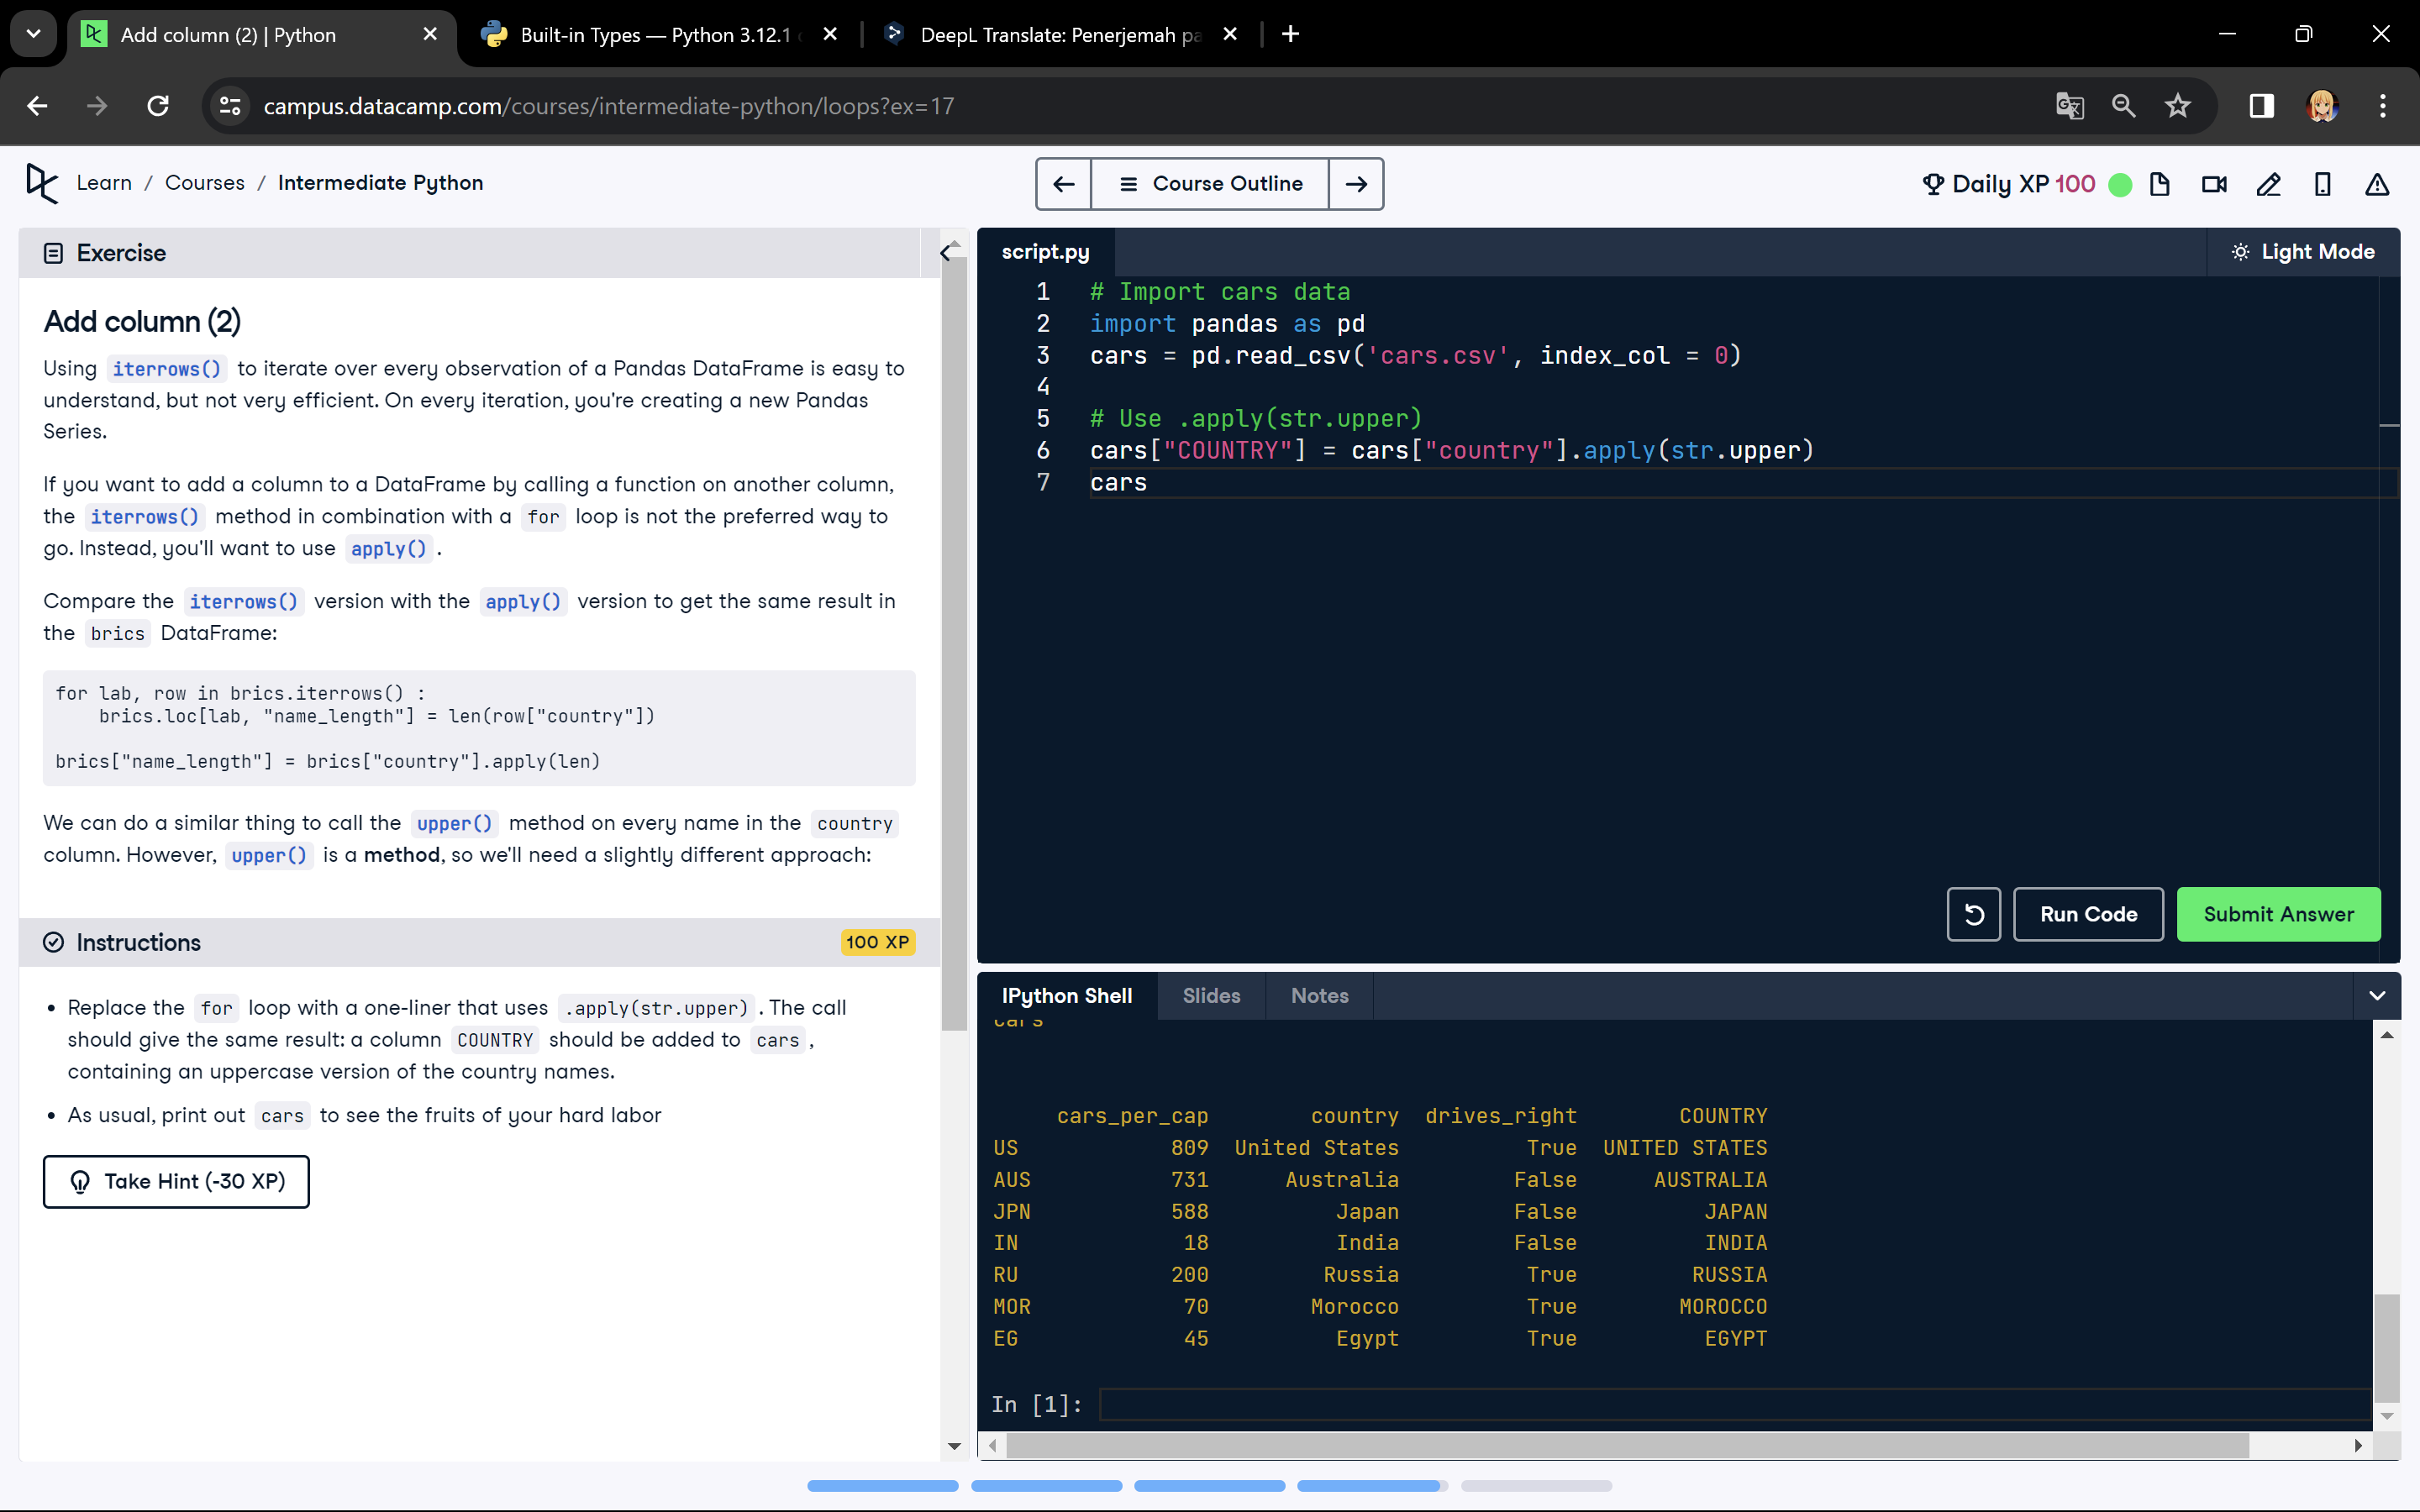 Add column (2) | Python
Built-in Types — Python 3.12.1
DeepL Translate: Penerjemah
campus.datacamp.com/courses/intermediate-python/loops?ex=17
Learn / Courses / Intermediate Python
Course Outline
Daily XP 100
Exercise
Add column (2)
Using iterrows() to iterate over every observation of a Pandas DataFrame is easy to
understand, but not very efficient. On every iteration, you're creating a new Pandas
Series.
If you want to add a column to a DataFrame by calling a function on another column,
the iterrows() method in combination with a for loop is not the preferred way to
go. Instead, you'll want to use apply() .
Compare the iterrows() version with the apply() version to get the same result in
the brics DataFrame:
for lab, row in brics.iterrows() :
    brics.loc[lab, "name_length"] = len(row["country"])
brics["name_length"] = brics["country"].apply(len)
We can do a similar thing to call the upper() method on every name in the country
column. However, upper() is a method, so we'll need a slightly different approach:
Instructions
100 XP
• Replace the for loop with a one-liner that uses .apply(str.upper) . The call
should give the same result: a column COUNTRY should be added to cars ,
containing an uppercase version of the country names.
• As usual, print out cars to see the fruits of your hard labor
Take Hint (-30 XP)
script.py
Light Mode
1 # Import cars data
2 import pandas as pd
3 cars = pd.read_csv('cars.csv', index_col = 0)
4
5 # Use .apply(str.upper)
6 cars["COUNTRY"] = cars["country"].apply(str.upper)
7 cars
Run Code
Submit Answer
IPython Shell
Slides
Notes
cars
cars_per_cap country drives_right COUNTRY
US 809 United States True UNITED STATES
AUS 731 Australia False AUSTRALIA
JPN 588 Japan False JAPAN
IN 18 India False INDIA
RU 200 Russia True RUSSIA
MOR 70 Morocco True MOROCCO
EG 45 Egypt True EGYPT
In [1]: